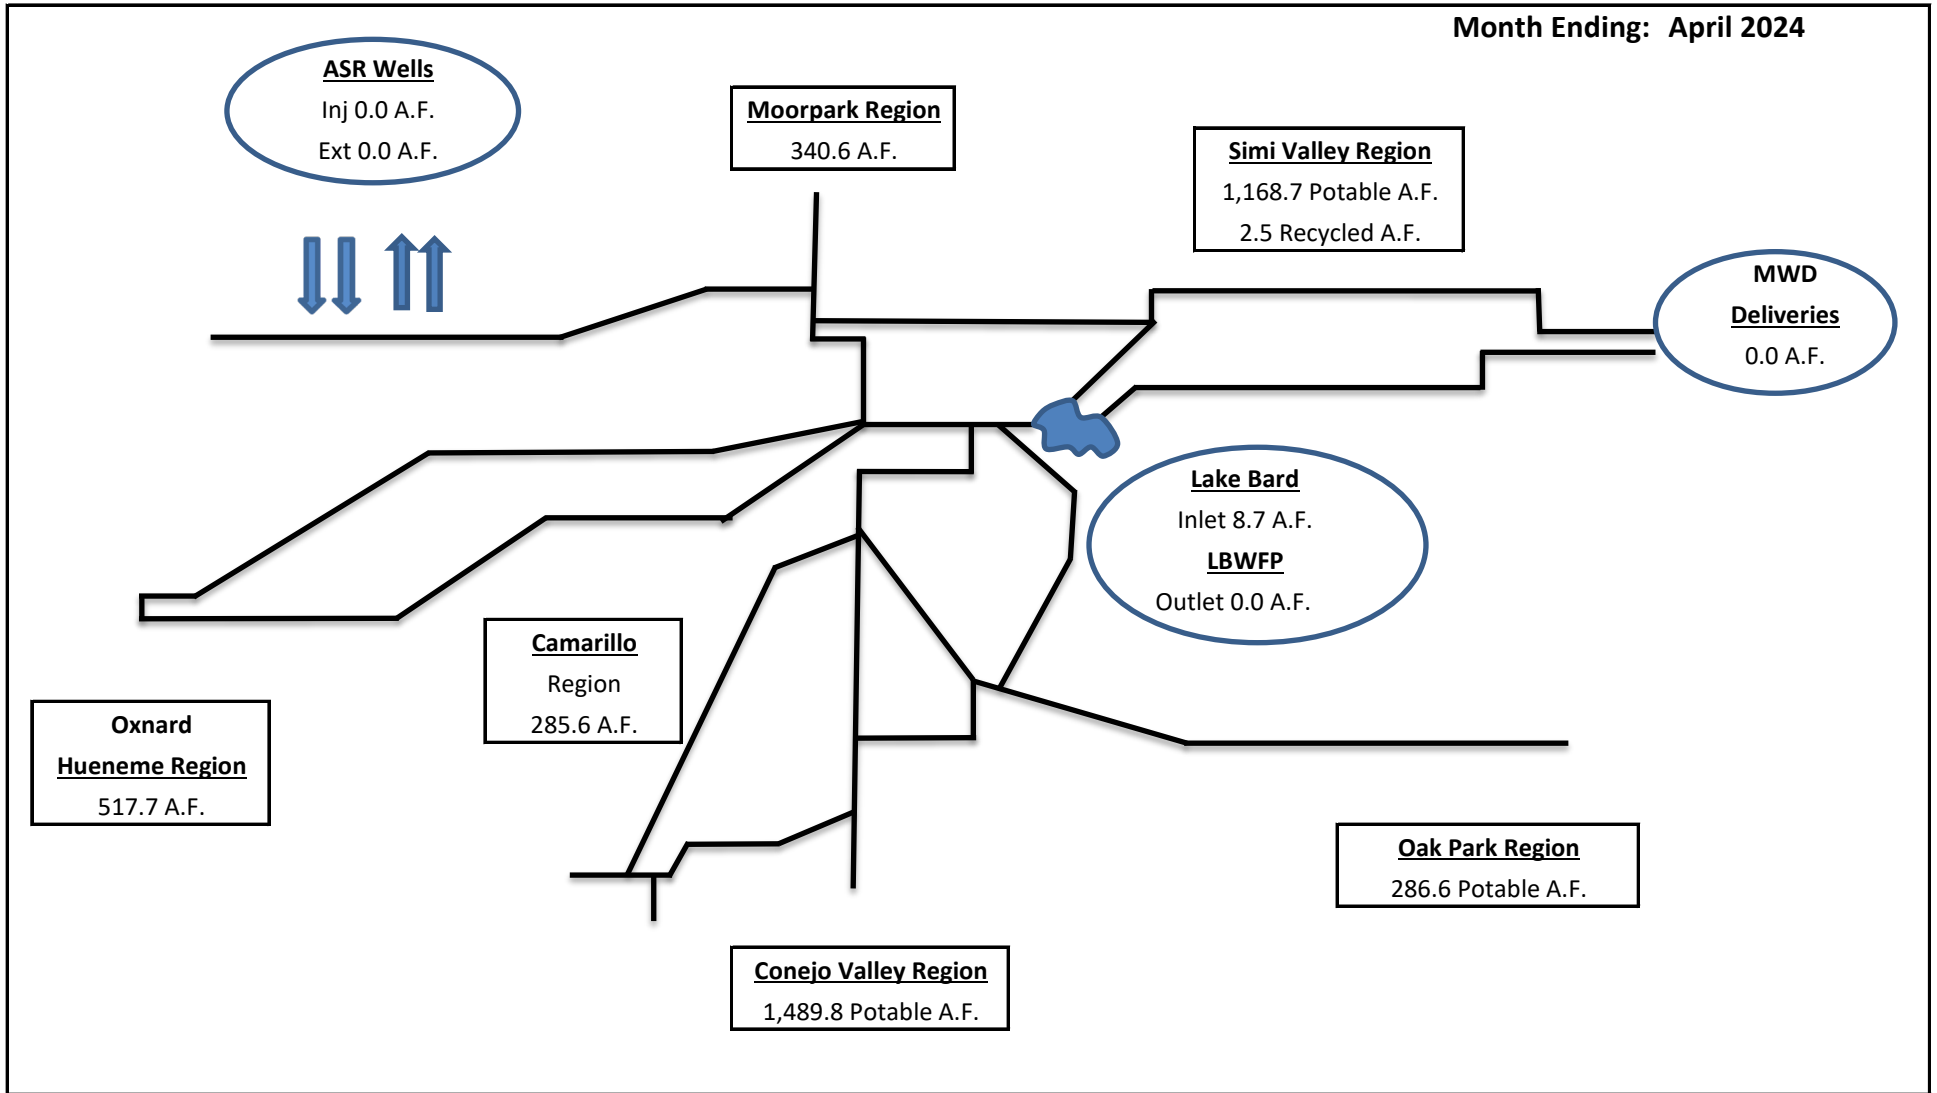 Month Ending: April 2024
ASR Wells
Inj 0.0 A.F.
Ext 0.0 A.F.
Moorpark Region
340.6 A.F.
Simi Valley Region
1,168.7 Potable A.F.
2.5 Recycled A.F.
MWD
Deliveries
0.0 A.F.
Lake Bard
Inlet 8.7 A.F.
LBWFP
Outlet 0.0 A.F.
Camarillo
Region
285.6 A.F.
Oxnard
Hueneme Region
517.7 A.F.
Oak Park Region
286.6 Potable A.F.
Conejo Valley Region
1,489.8 Potable A.F.